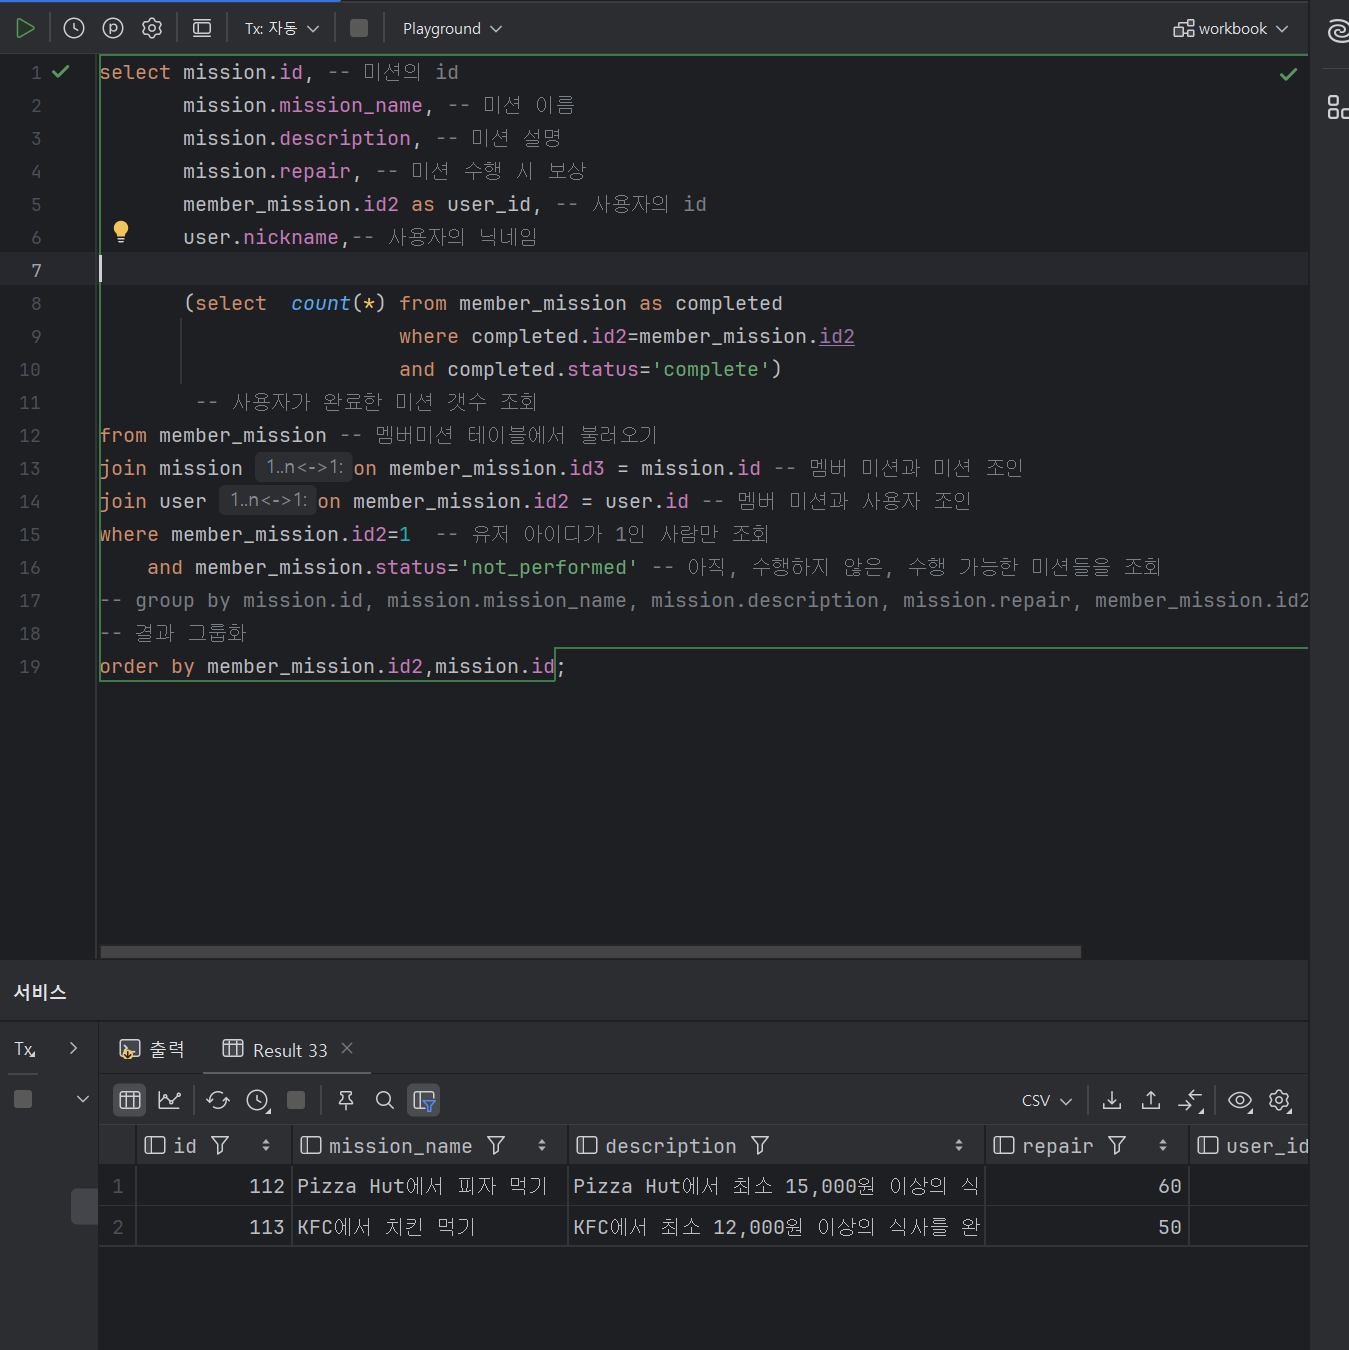 Tx: 자동 Playground workbook
1 select mission.id, -- 미션의 id
2 mission.mission_name, -- 미션 이름
3 mission.description, -- 미션 설명
4 mission.repair, -- 미션 수행 시 보상
5 member_mission.id2 as user_id, -- 사용자의 id
6 user.nickname,-- 사용자의 닉네임
7
8 (select  count(*) from member_mission as completed
9 where completed.id2=member_mission.id2
10 and completed.status='complete')
11 -- 사용자가 완료한 미션 갯수 조회
12 from member_mission -- 멤버미션 테이블에서 불러오기
13 join mission 1..n<->1: on member_mission.id3 = mission.id -- 멤버 미션과 미션 조인
14 join user 1..n<->1: on member_mission.id2 = user.id -- 멤버 미션과 사용자 조인
15 where member_mission.id2=1  -- 유저 아이디가 1인 사람만 조회
16 and member_mission.status='not_performed' -- 아직, 수행하지 않은, 수행 가능한 미션들을 조회
17 -- group by mission.id, mission.mission_name, mission.description, mission.repair, member_mission.id2
18 -- 결과 그룹화
19 order by member_mission.id2,mission.id;
서비스
Tx 출력 Result 33
CSV
id mission_name description repair user_id
1 112 Pizza Hut에서 피자 먹기 Pizza Hut에서 최소 15,000원 이상의 식 60
2 113 KFC에서 치킨 먹기 KFC에서 최소 12,000원 이상의 식사를 완 50